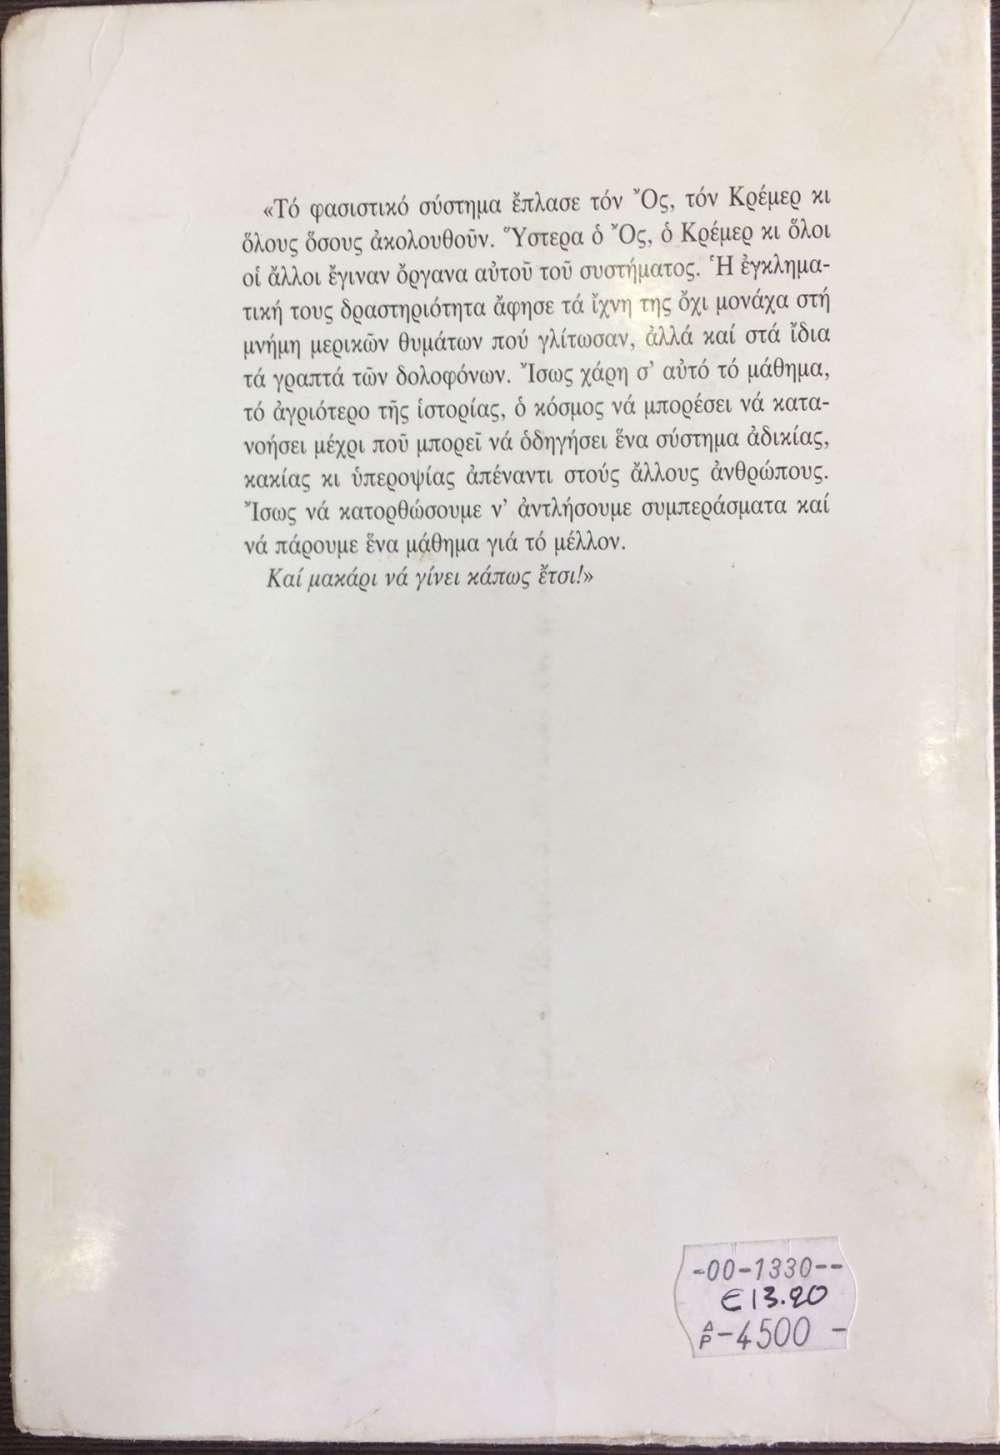 «Τό φασιστικό σύστημα ἔπλασε τόν Ὄς, τόν Κρέμερ κι
ὅλους ὅσους ἀκολουθοῦν. Ὕστερα ὁ Ὄς, ὁ Κρέμερ κι ὅλοι
οἱ ἄλλοι ἔγιναν ὄργανα αὐτοῦ τοῦ συστήματος. Ἡ ἐγκλημα-
τική τους δραστηριότητα ἄφησε τά ἴχνη της ὄχι μονάχα στή
μνήμη μερικῶν θυμάτων πού γλίτωσαν, ἀλλά καί στά ἴδια
τά γραπτά τῶν δολοφόνων. Ἴσως χάρη σ' αὐτό τό μάθημα,
τό ἀγριότερο τῆς ἱστορίας, ὁ κόσμος νά μπορέσει νά κατα-
νοήσει μέχρι ποῦ μπορεῖ νά ὁδηγήσει ἕνα σύστημα ἀδικίας,
κακίας κι ὑπεροψίας ἀπέναντι στούς ἄλλους ἀνθρώπους.
Ἴσως νά κατορθώσουμε ν' ἀντλήσουμε συμπεράσματα καί
νά πάρουμε ἕνα μάθημα γιά τό μέλλον.
Καί μακάρι νά γίνει κάπως ἔτσι!»
-00-1330--
€13.20
ΔΡ-4500 -